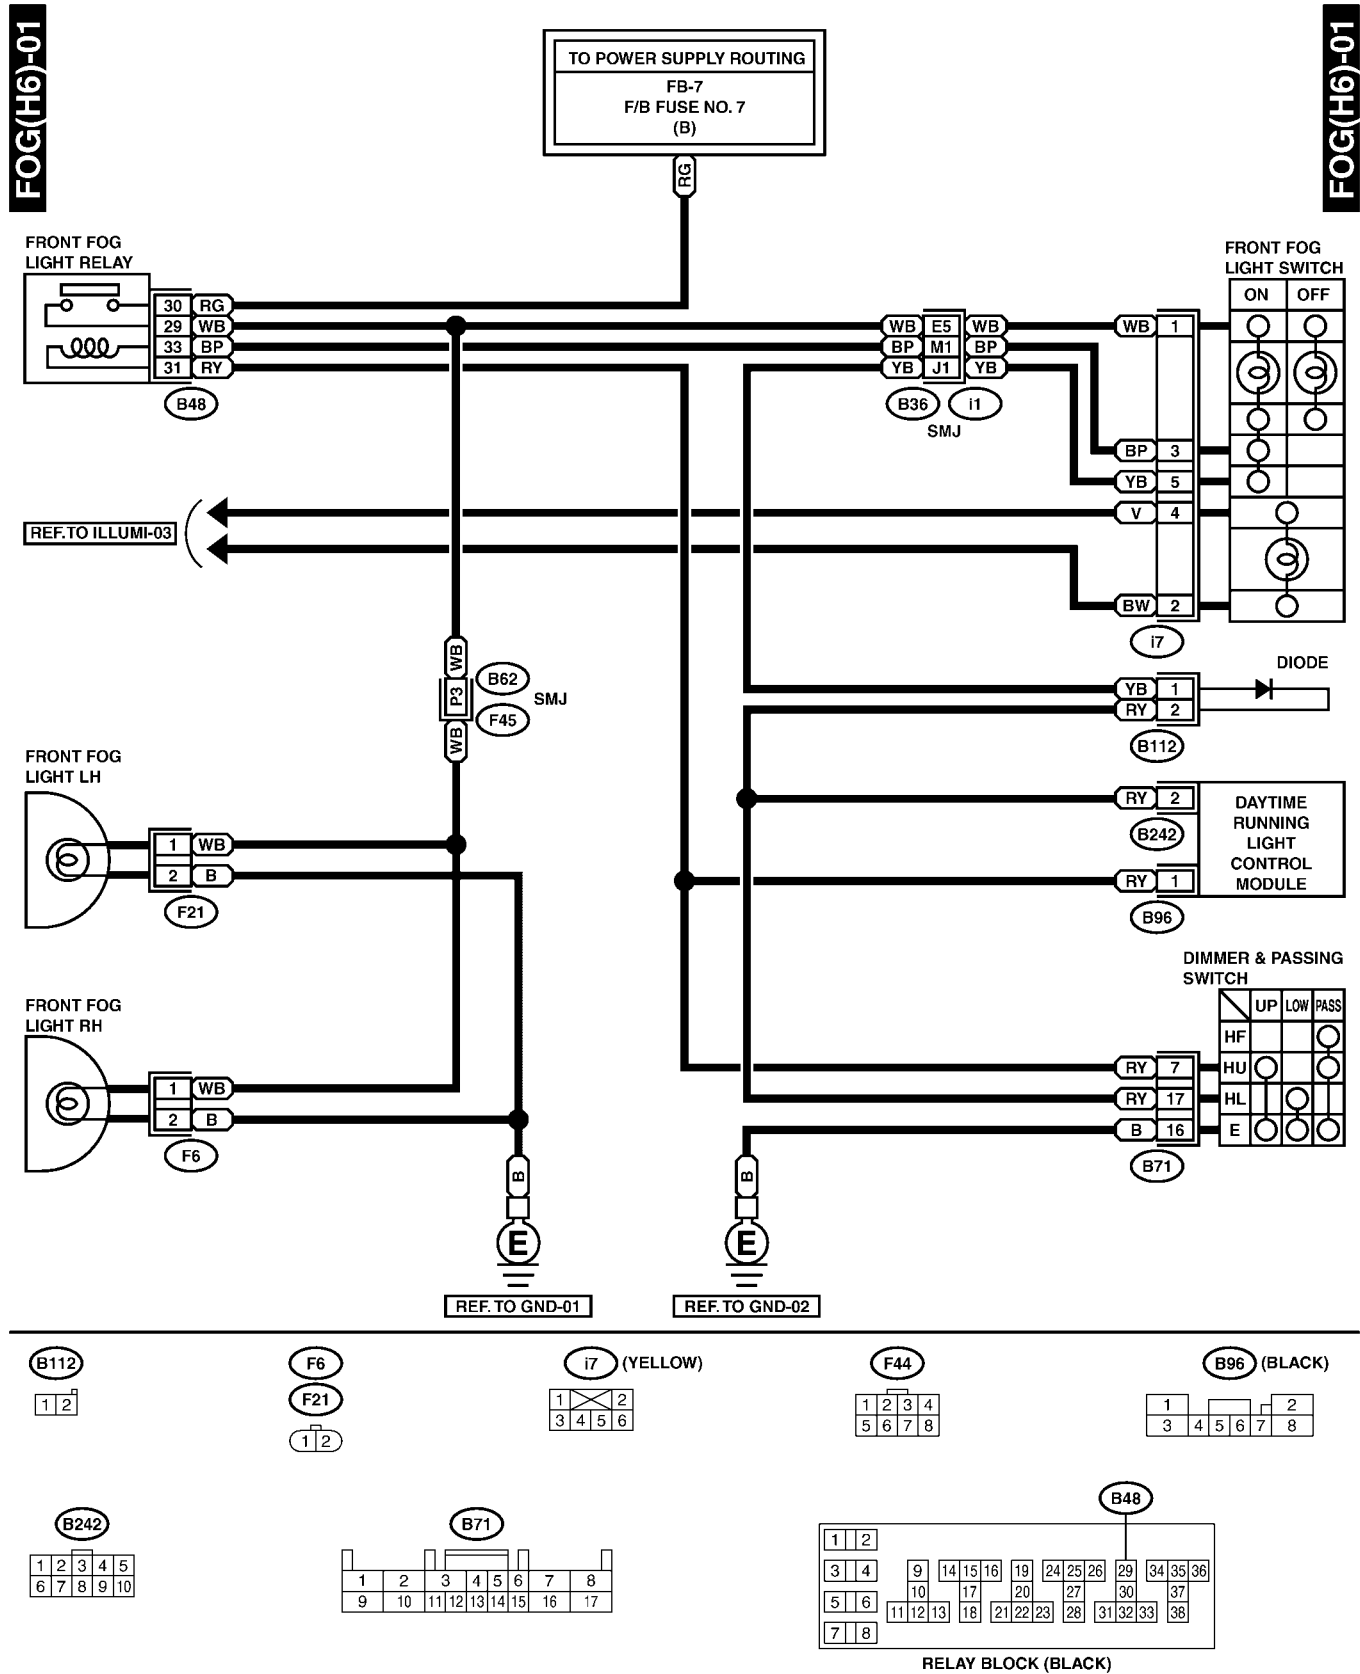 FOG(H6)-01
FOG(H6)-01
TO POWER SUPPLY ROUTING
FB-7
F/B FUSE NO. 7
(B)
RG
FRONT FOG
LIGHT RELAY
30 RG
29 WB
33 BP
31 RY
B48
WB E5 WB
BP M1 BP
YB J1 YB
B36 i1
SMJ
FRONT FOG
LIGHT SWITCH
ON OFF
WB 1
BP 3
YB 5
V 4
BW 2
i7
REF. TO ILLUMI-03
WB
P3
WB
B62
F45
SMJ
DIODE
YB 1
RY 2
B112
FRONT FOG
LIGHT LH
1 WB
2 B
F21
RY 2
B242
RY 1
B96
DAYTIME
RUNNING
LIGHT
CONTROL
MODULE
FRONT FOG
LIGHT RH
1 WB
2 B
F6
DIMMER & PASSING
SWITCH
UP LOW PASS
HF
RY 7 HU
RY 17 HL
B 16 E
B71
B
E
REF. TO GND-01
B
E
REF. TO GND-02
B112
1 2
F6
F21
1 2
i7 (YELLOW)
1 2
3 4 5 6
F44
1 2 3 4
5 6 7 8
B96 (BLACK)
1 2
3 4 5 6 7 8
B242
1 2 3 4 5
6 7 8 9 10
B71
1 2 3 4 5 6 7 8
9 10 11 12 13 14 15 16 17
B48
1 2
3 4 9 14 15 16 19 24 25 26 29 34 35 36
10 17 20 27 30 37
5 6 11 12 13 18 21 22 23 28 31 32 33 38
7 8
RELAY BLOCK (BLACK)